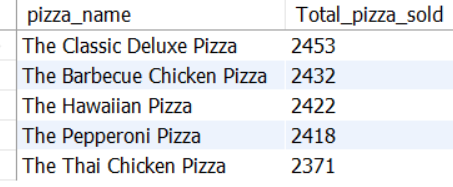 pizza_name Total_pizza_sold
The Classic Deluxe Pizza 2453
The Barbecue Chicken Pizza 2432
The Hawaiian Pizza 2422
The Pepperoni Pizza 2418
The Thai Chicken Pizza 2371